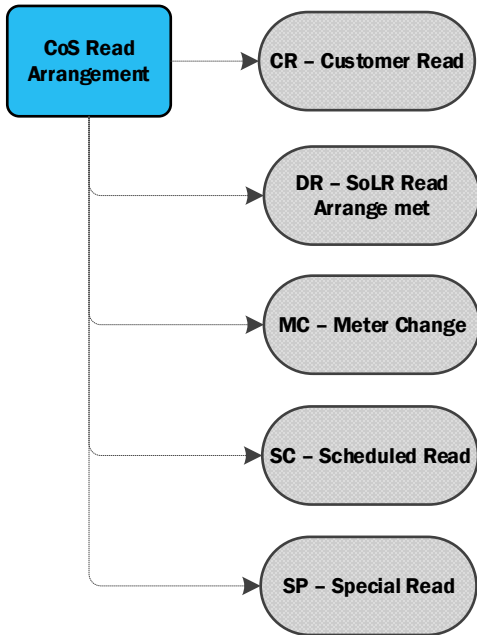 CoS Read
Arrangement
CR – Customer Read
DR – SoLR Read
Arrange met
MC – Meter Change
SC – Scheduled Read
SP – Special Read